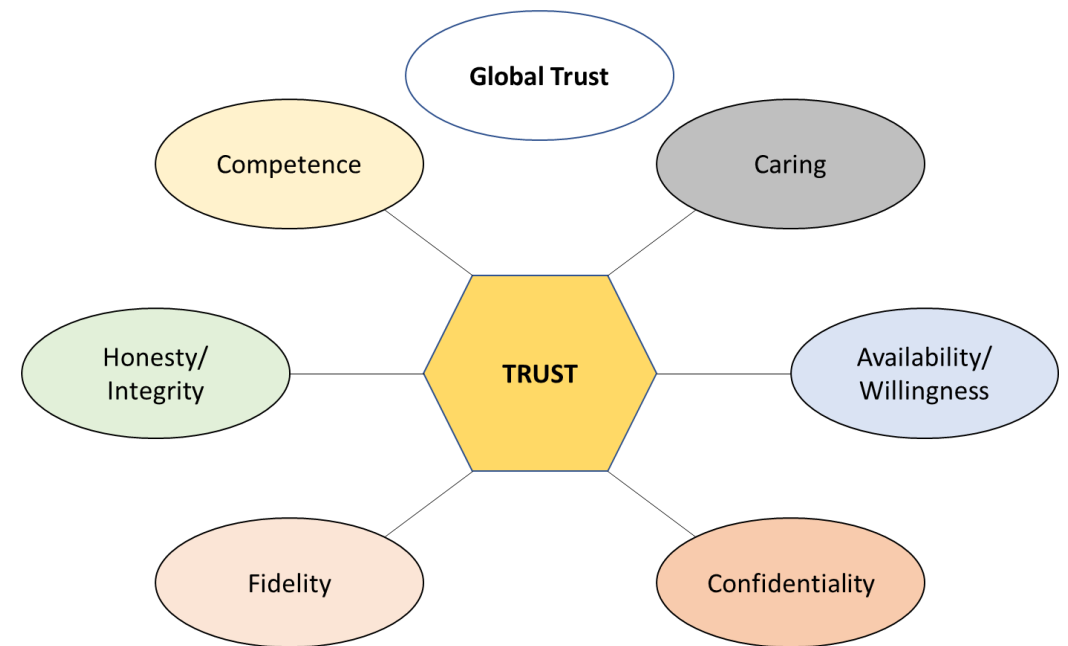 Global Trust
Competence
Caring
Honesty/
Integrity
TRUST
Availability/
Willingness
Fidelity
Confidentiality